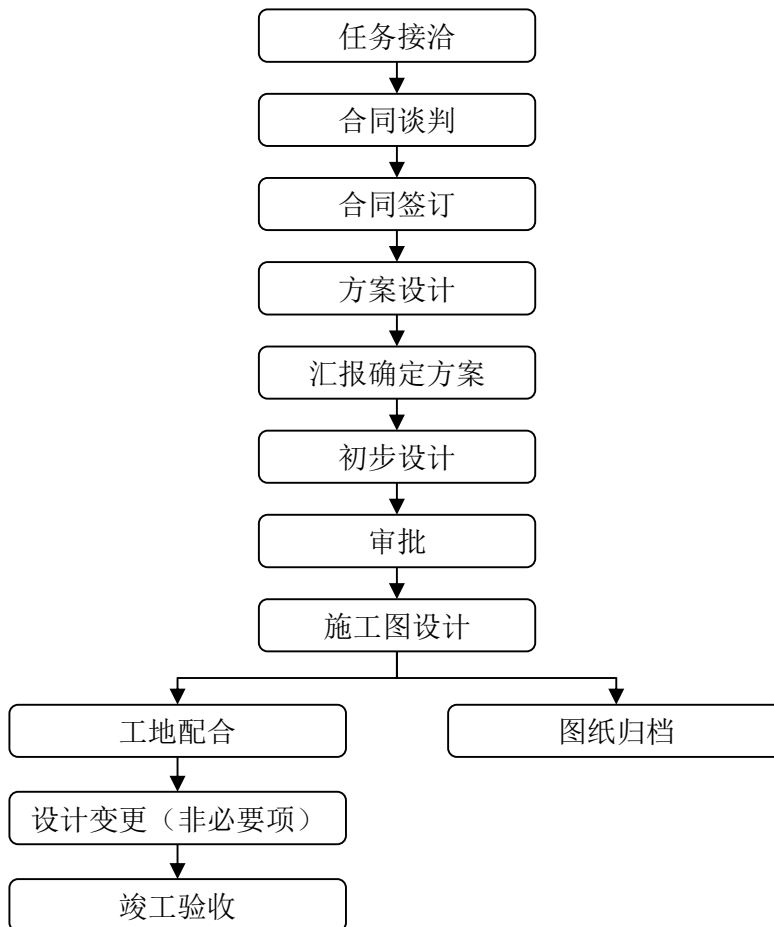 任务接洽
合同谈判
合同签订
方案设计
汇报确定方案
初步设计
审批
施工图设计
工地配合
图纸归档
设计变更（非必要项）
竣工验收